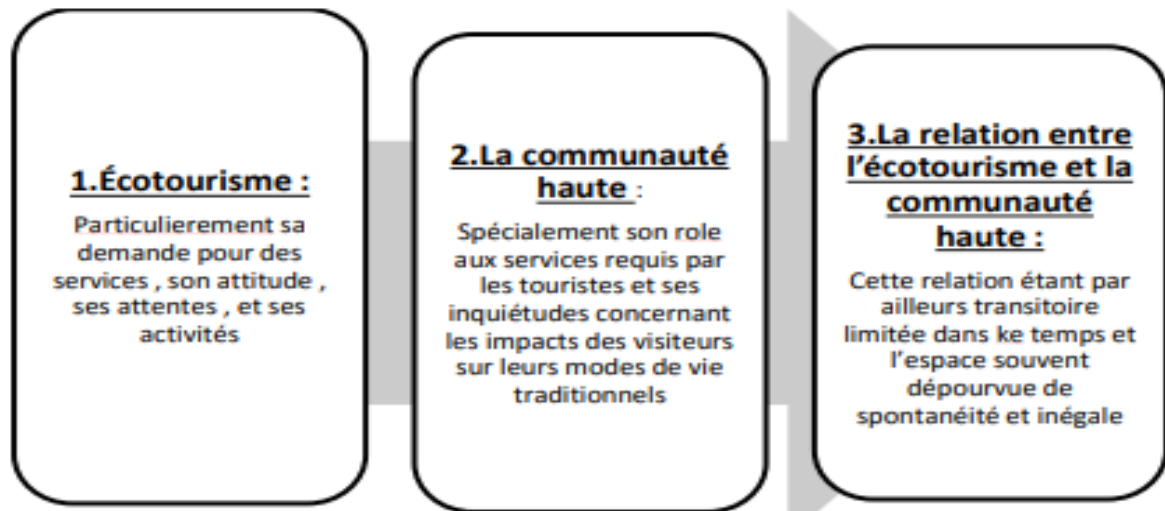 1.Écotourisme :
Particulierement sa
demande pour des
services , son attitude ,
ses attentes , et ses
activités
2.La communauté
haute :
Spécialement son role
aux services requis par
les touristes et ses
inquiétudes concernant
les impacts des visiteurs
sur leurs modes de vie
traditionnels
3.La relation entre
l’écotourisme et la
communauté
haute :
Cette relation étant par
ailleurs transitoire
limitée dans ke temps et
l’espace souvent
dépourvue de
spontanéité et inégale